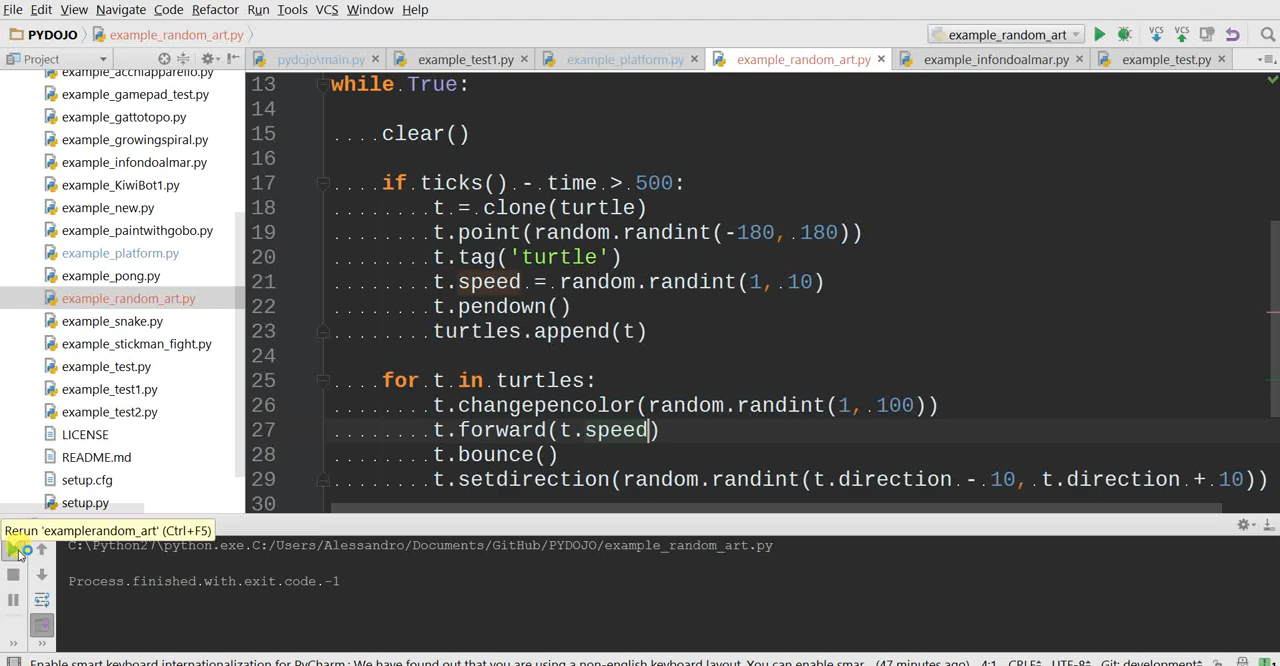 File Edit View Navigate Code Refactor Run Tools VCS Window Help
PYDOJO example_random_art.py example_random_art VCS VCS
Project pydojo\main.py example_test1.py example_platform.py example_random_art.py example_infondoalmar.py example_test.py
example_acchiapparello.py
example_gamepad_test.py
example_gattotopo.py
example_growingspiral.py
example_infondoalmar.py
example_KiwiBot1.py
example_new.py
example_paintwithgobo.py
example_platform.py
example_pong.py
example_random_art.py
example_snake.py
example_stickman_fight.py
example_test.py
example_test1.py
example_test2.py
LICENSE
README.md
setup.cfg
setup.py
13 while True:
14
15 clear()
16
17 if ticks() - time > 500:
18 t = clone(turtle)
19 t.point(random.randint(-180, 180))
20 t.tag('turtle')
21 t.speed = random.randint(1, 10)
22 t.pendown()
23 turtles.append(t)
24
25 for t in turtles:
26 t.changepencolor(random.randint(1, 100))
27 t.forward(t.speed)
28 t.bounce()
29 t.setdirection(random.randint(t.direction - 10, t.direction + 10))
30
Rerun 'examplerandom_art' (Ctrl+F5)
C:\Python27\python.exe C:/Users/Alessandro/Documents/GitHub/PYDOJO/example_random_art.py
Process finished with exit code -1
Enable smart keyboard internationalization for PyCharm.: We have found out that you are using a non-english keyboard layout. You can enable smar... (47 minutes ago) 4:1 CRLF UTF-8 Git: development